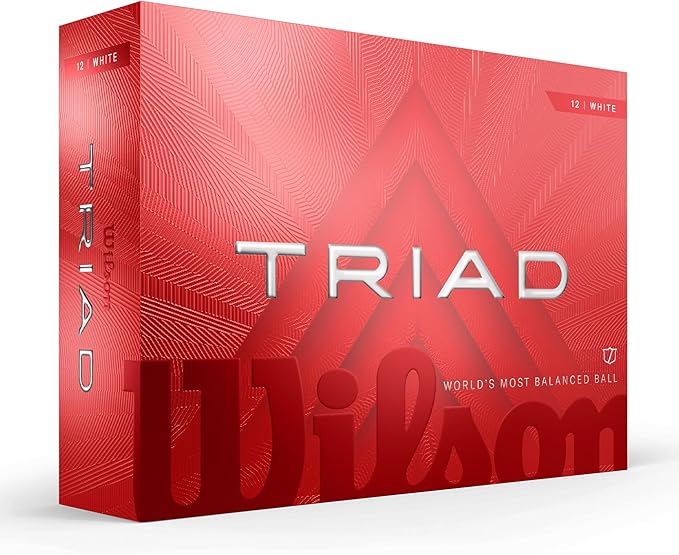 12 | WHITE
TRIAD
Wilson
12 | WHITE
TRIAD
WORLD'S MOST BALANCED BALL
Wilson